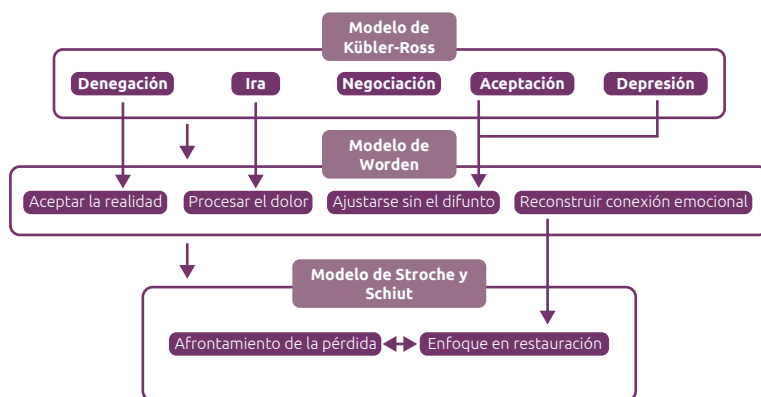 Modelo de
Kübler-Ross
Denegación
Ira
Negociación
Aceptación
Depresión
Modelo de
Worden
Aceptar la realidad
Procesar el dolor
Ajustarse sin el difunto
Reconstruir conexión emocional
Modelo de Stroche y
Schiut
Afrontamiento de la pérdida
Enfoque en restauración